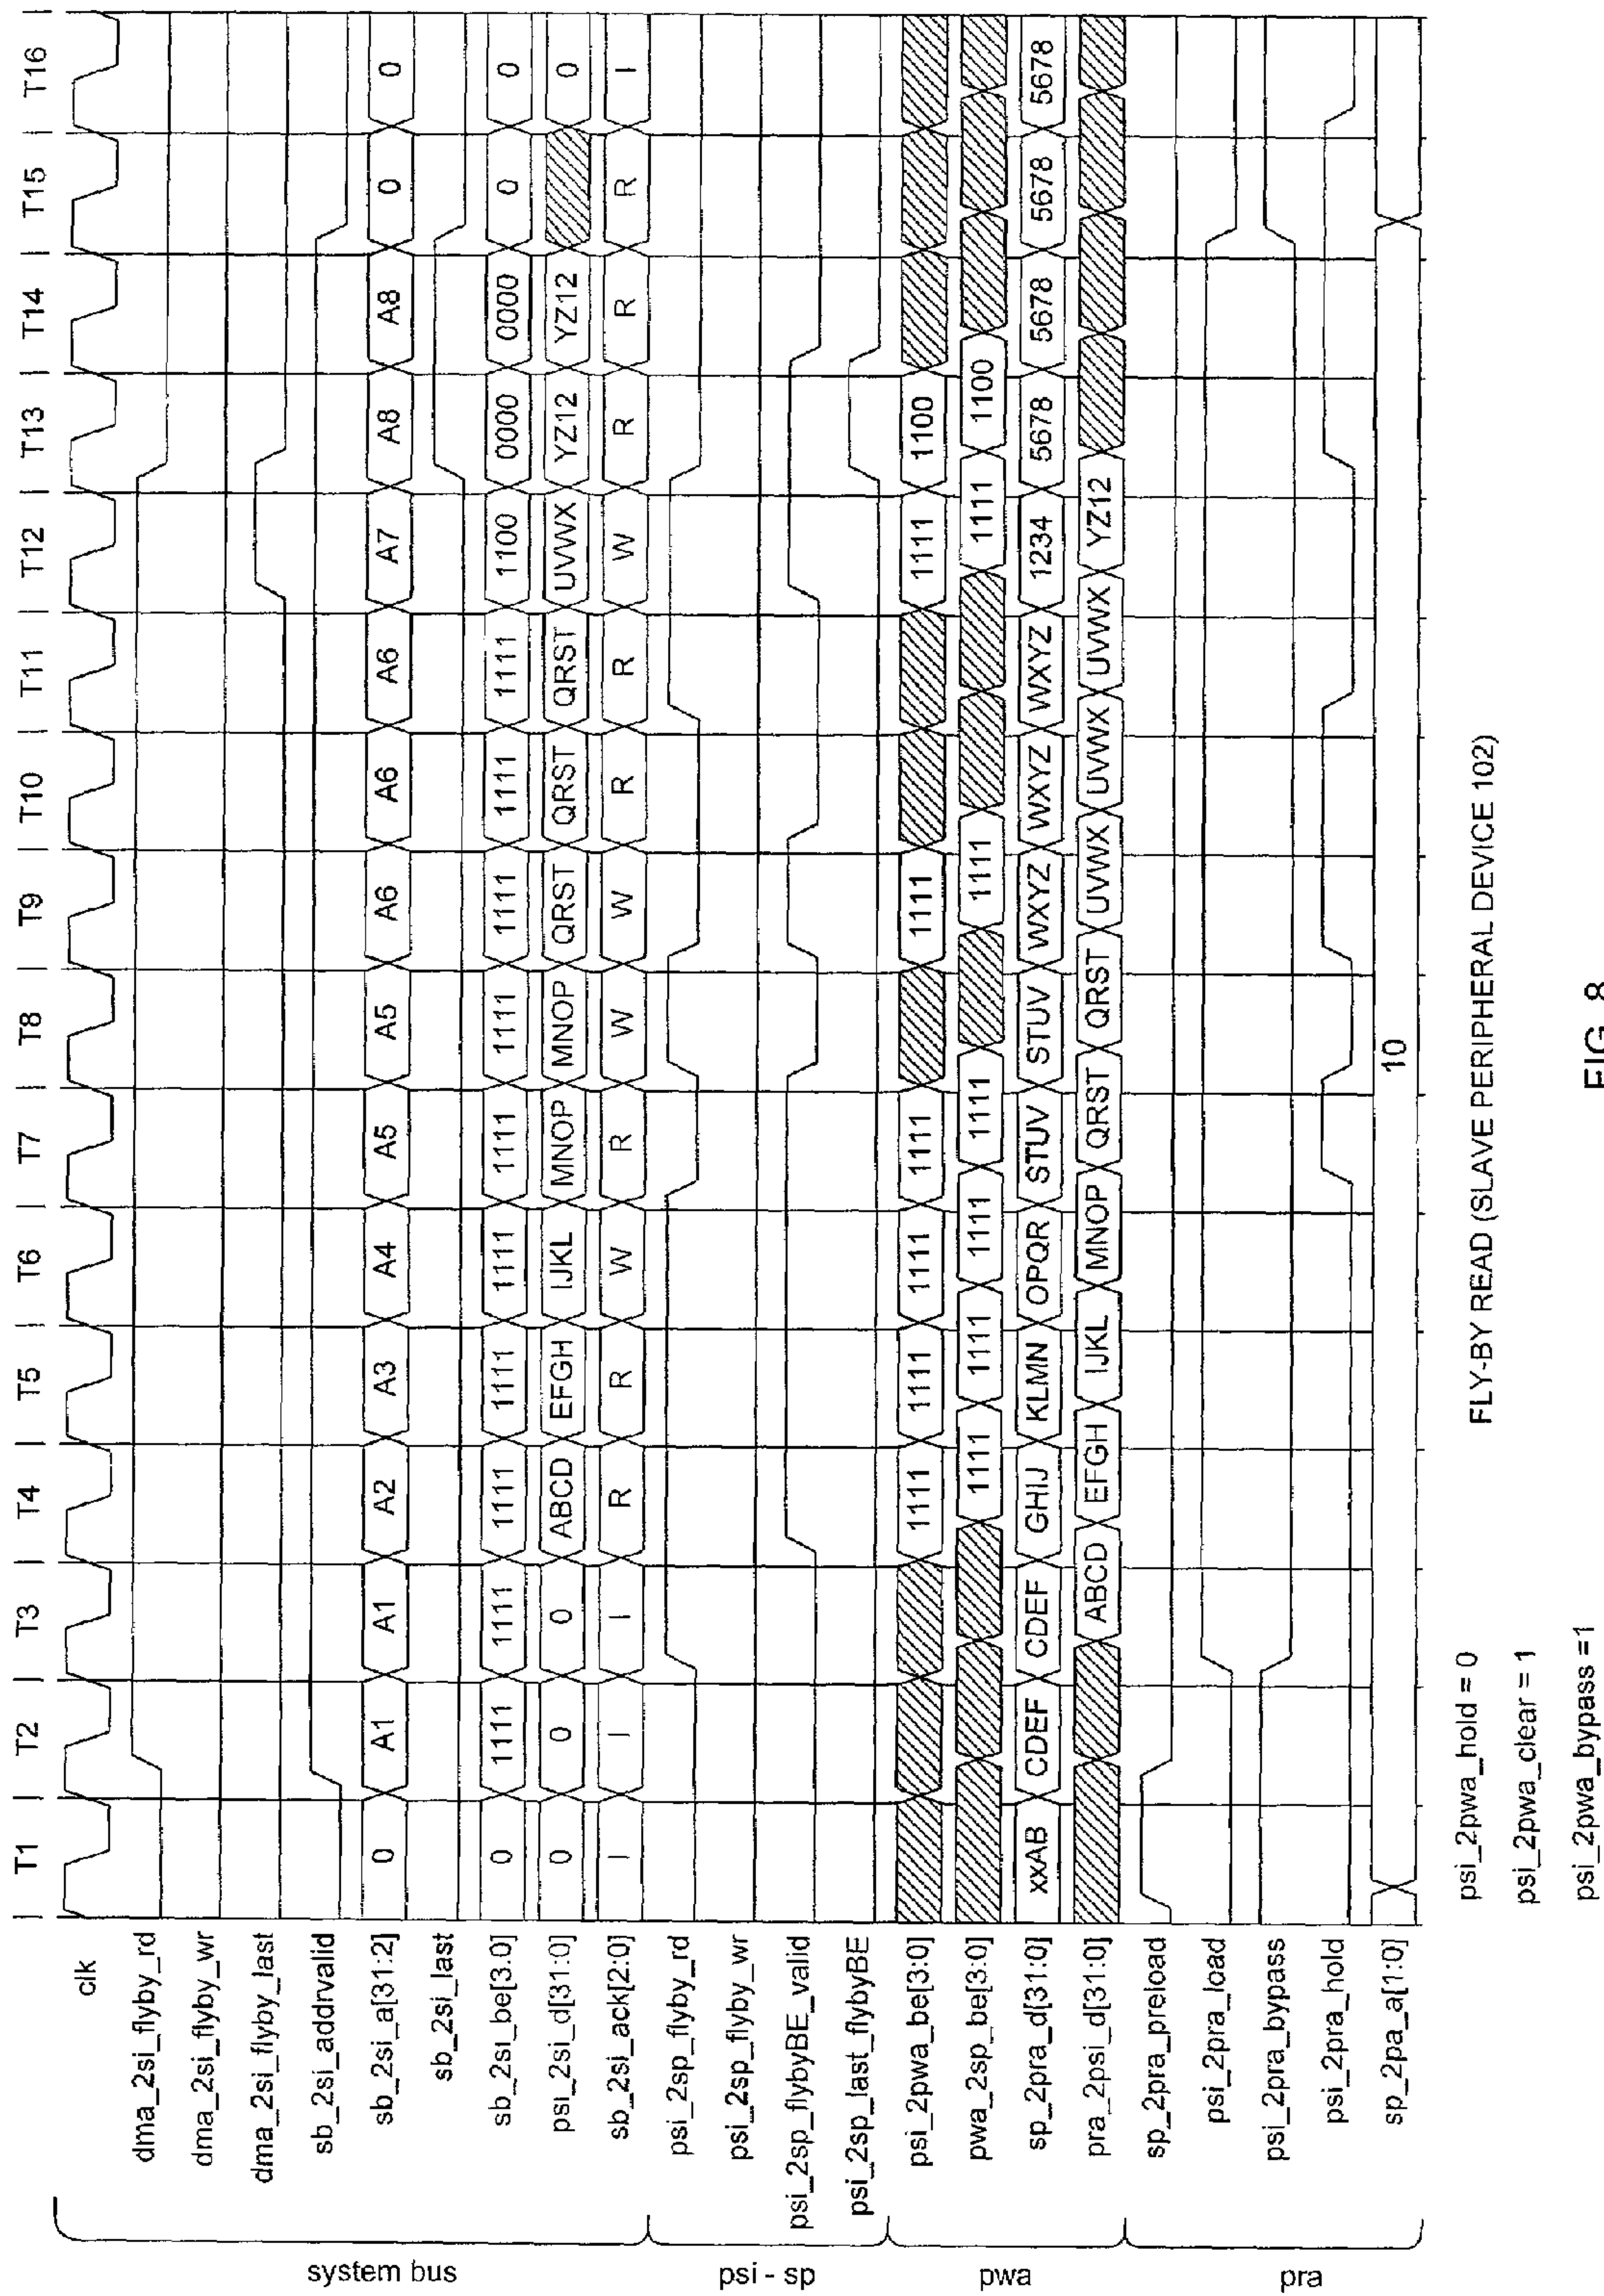 T1 T2 T3 T4 T5 T6 T7 T8 T9 T10 T11 T12 T13 T14 T15 T16
clk
dma_2si_flyby_rd
dma_2si_flyby_wr
dma_2si_flyby_last
sb_2si_addrvalid
sb_2si_a[31:2] 0 A1 A1 A2 A3 A4 A5 A5 A6 A6 A6 A7 A8 A8 0 0
sb_2si_last
sb_2si_be[3:0] 0 1111 1111 1111 1111 1111 1111 1111 1111 1111 1111 1100 0000 0000 0 0
psi_2si_d[31:0] 0 0 0 ABCD EFGH IJKL MNOP MNOP QRST QRST QRST UVWX YZ12 YZ12 0
sb_2si_ack[2:0] I I I R R W R W W R R W R R R I
system bus
psi_2sp_flyby_rd
psi_2sp_flyby_wr
psi_2sp_flybyBE_valid
psi_2sp_last_flybyBE
psi - sp
psi_2pwa_be[3:0] 1111 1111 1111 1111 1111 1111 1100
pwa_2sp_be[3:0] 1111 1111 1111 1111 1111 1111 1100
sp_2pra_d[31:0] xxAB CDEF CDEF GHIJ KLMN OPQR STUV STUV WXYZ WXYZ WXYZ 1234 5678 5678 5678 5678
pra_2psi_d[31:0] ABCD EFGH IJKL MNOP QRST QRST UVWX UVWX UVWX YZ12
pwa
sp_2pra_preload
psi_2pra_load
psi_2pra_bypass
psi_2pra_hold
sp_2pa_a[1:0] 10
pra
psi_2pwa_hold = 0
psi_2pwa_clear = 1
psi_2pwa_bypass =1
FLY-BY READ (SLAVE PERIPHERAL DEVICE 102)
FIG. 8